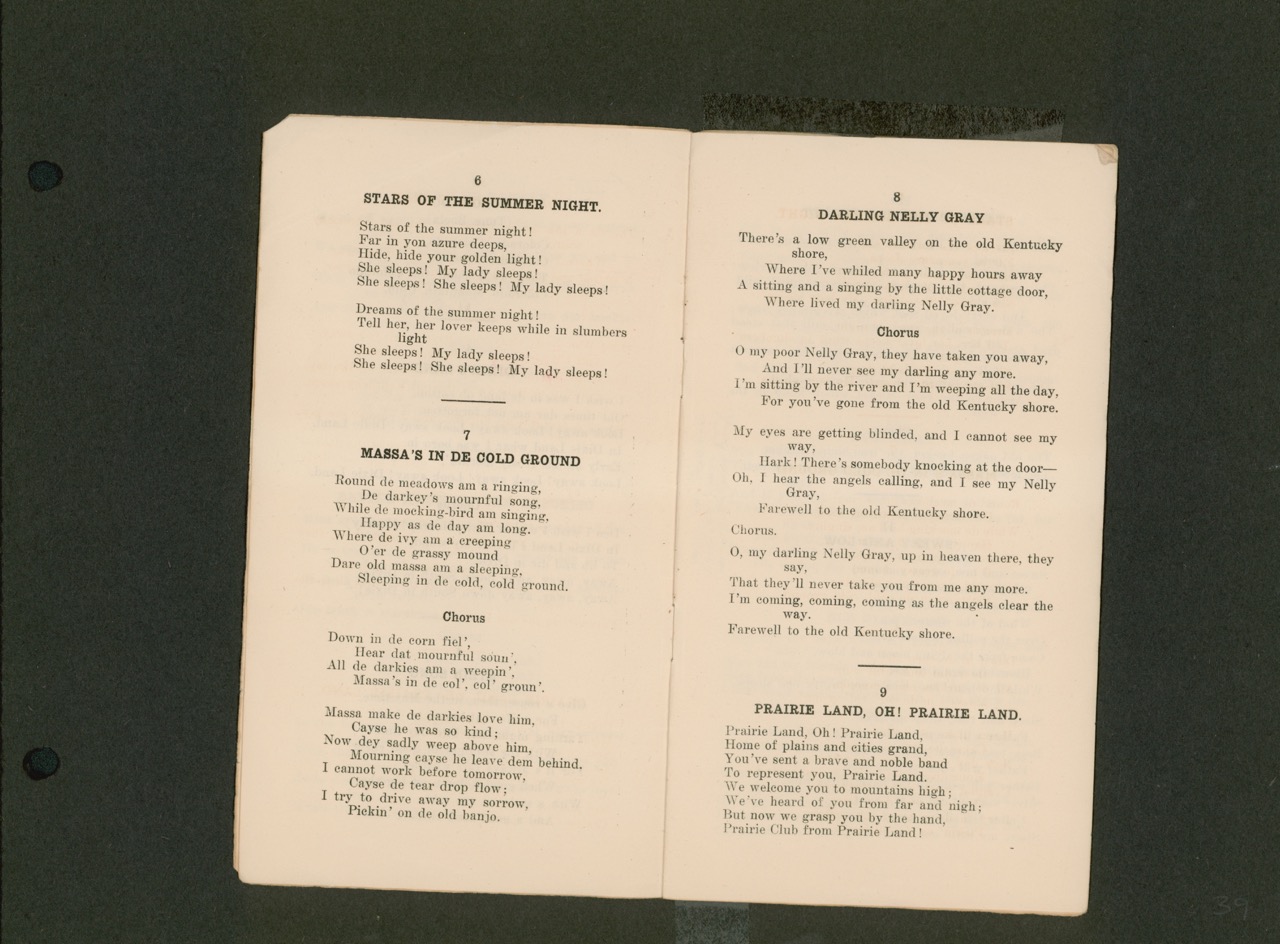 6
STARS OF THE SUMMER NIGHT.
Stars of the summer night!
Far in yon azure deeps,
Hide, hide your golden light!
She sleeps! My lady sleeps!
She sleeps! She sleeps! My lady sleeps!
Dreams of the summer night!
Tell her, her lover keeps while in slumbers
light
She sleeps! My lady sleeps!
She sleeps! She sleeps! My lady sleeps!
7
MASSA'S IN DE COLD GROUND
Round de meadows am a ringing,
De darkey's mournful song,
While de mocking-bird am singing,
Happy as de day am long.
Where de ivy am a creeping
O'er de grassy mound
Dare old massa am a sleeping,
Sleeping in de cold, cold ground.
Chorus
Down in de corn fiel',
Hear dat mournful soun',
All de darkies am a weepin',
Massa's in de col', col' groun'.
Massa make de darkies love him,
Cayse he was so kind;
Now dey sadly weep above him,
Mourning cayse he leave dem behind.
I cannot work before tomorrow,
Cayse de tear drop flow;
I try to drive away my sorrow,
Pickin' on de old banjo.
8
DARLING NELLY GRAY
There's a low green valley on the old Kentucky
shore,
Where I've whiled many happy hours away
A sitting and a singing by the little cottage door,
Where lived my darling Nelly Gray.
Chorus
O my poor Nelly Gray, they have taken you away,
And I'll never see my darling any more.
I'm sitting by the river and I'm weeping all the day,
For you've gone from the old Kentucky shore.
My eyes are getting blinded, and I cannot see my
way,
Hark! There's somebody knocking at the door—
Oh, I hear the angels calling, and I see my Nelly
Gray,
Farewell to the old Kentucky shore.
Chorus.
O, my darling Nelly Gray, up in heaven there, they
say,
That they'll never take you from me any more.
I'm coming, coming, coming as the angels clear the
way.
Farewell to the old Kentucky shore.
9
PRAIRIE LAND, OH! PRAIRIE LAND.
Prairie Land, Oh! Prairie Land,
Home of plains and cities grand,
You've sent a brave and noble band
To represent you, Prairie Land.
We welcome you to mountains high;
We've heard of you from far and nigh;
But now we grasp you by the hand,
Prairie Club from Prairie Land!
39